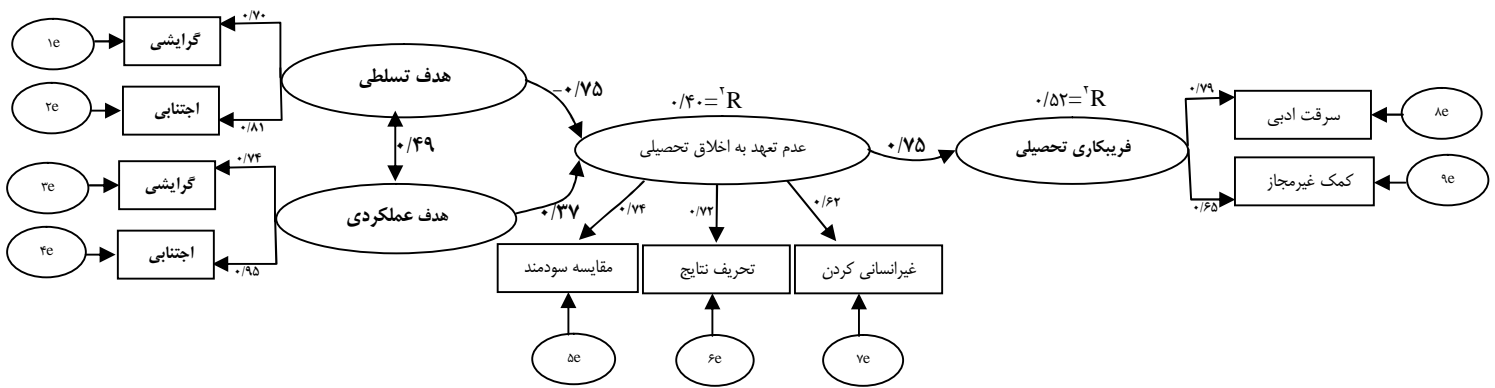 ۱e
گرایشی
۰/۷۰
۲e
اجتنابی
۰/۸۱
هدف تسلطی
−۰/۷۵
۰/۴۹
۳e
گرایشی
۰/۷۴
۴e
اجتنابی
۰/۹۵
هدف عملکردی
۰/۳۷
۰/۴۰=۲R
عدم تعهد به اخلاق تحصیلی
۰/۷۵
۰/۷۴
۰/۷۲
۰/۶۲
مقایسه سودمند
تحریف نتایج
غیرانسانی کردن
۵e
۶e
۷e
۰/۵۲=۲R
فریبکاری تحصیلی
۰/۷۹
سرقت ادبی
۸e
۰/۶۵
کمک غیرمجاز
۹e